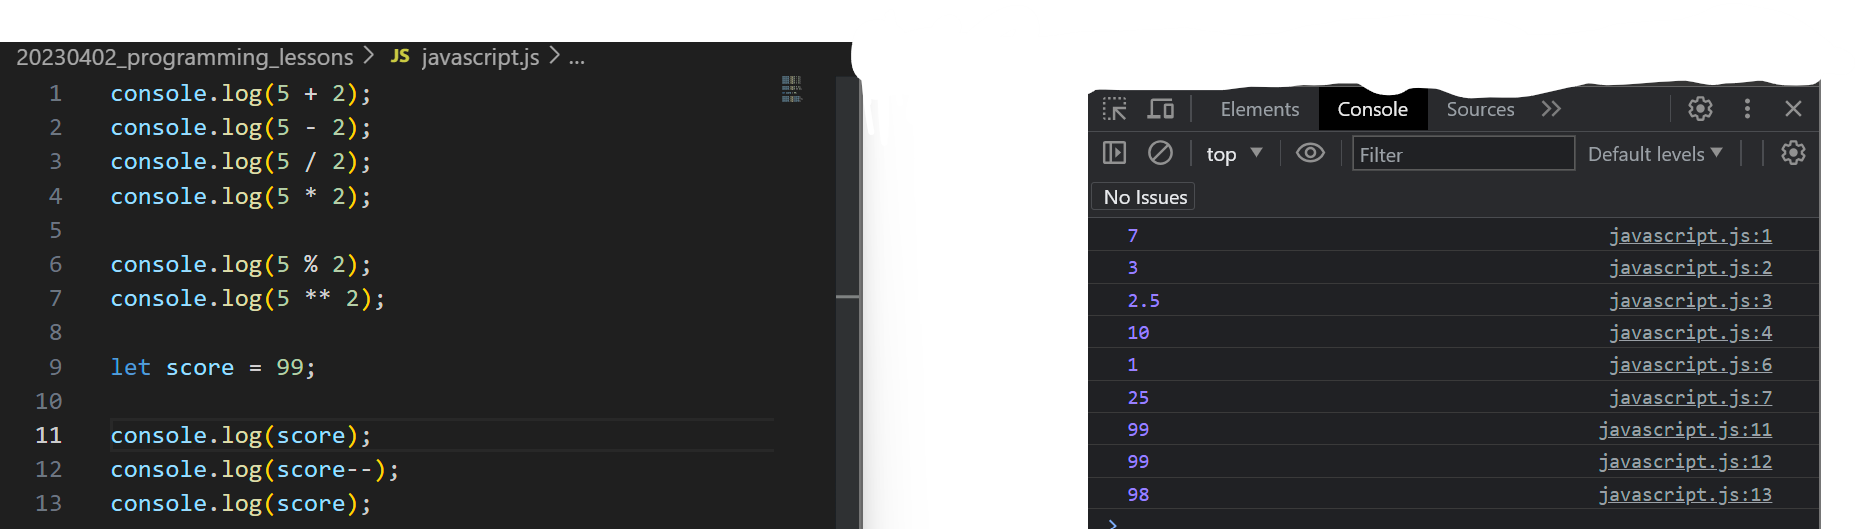 20230402_programming_lessons > JS javascript.js > ...
1 console.log(5 + 2);
2 console.log(5 - 2);
3 console.log(5 / 2);
4 console.log(5 * 2);
5
6 console.log(5 % 2);
7 console.log(5 ** 2);
8
9 let score = 99;
10
11 console.log(score);
12 console.log(score--);
13 console.log(score);
Elements Console Sources
top Filter Default levels
No Issues
7 javascript.js:1
3 javascript.js:2
2.5 javascript.js:3
10 javascript.js:4
1 javascript.js:6
25 javascript.js:7
99 javascript.js:11
99 javascript.js:12
98 javascript.js:13